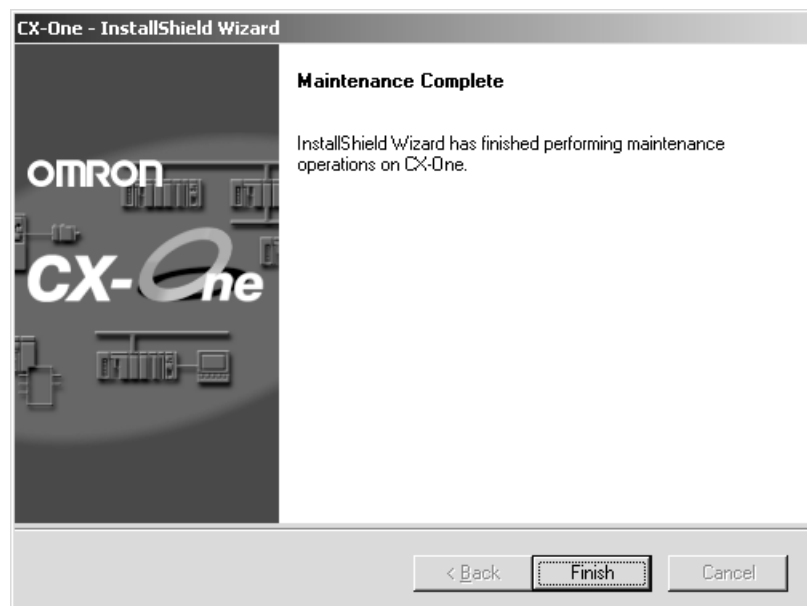 CX-One - InstallShield Wizard
Maintenance Complete
InstallShield Wizard has finished performing maintenance
operations on CX-One.
OMRON
CX-One
< Back
Finish
Cancel